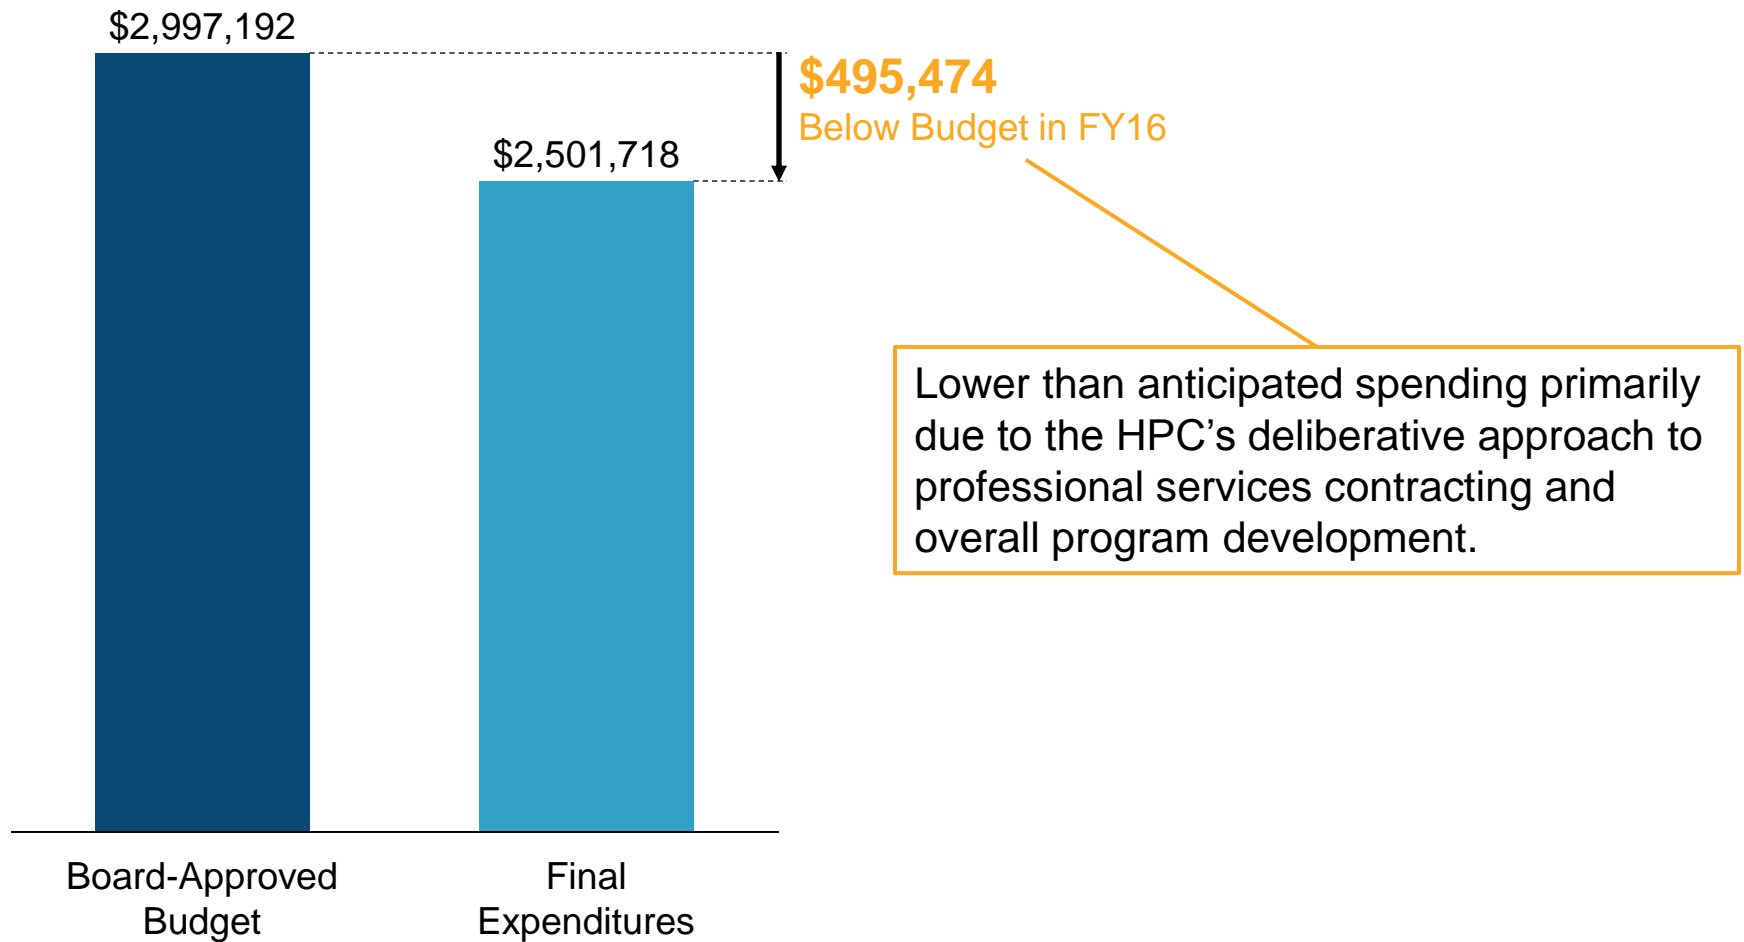 $2,997,192
$495,474
Below Budget in FY16
$2,501,718
Lower than anticipated spending primarily
due to the HPC’s deliberative approach to
professional services contracting and
overall program development.
Board-Approved
Budget
Final
Expenditures